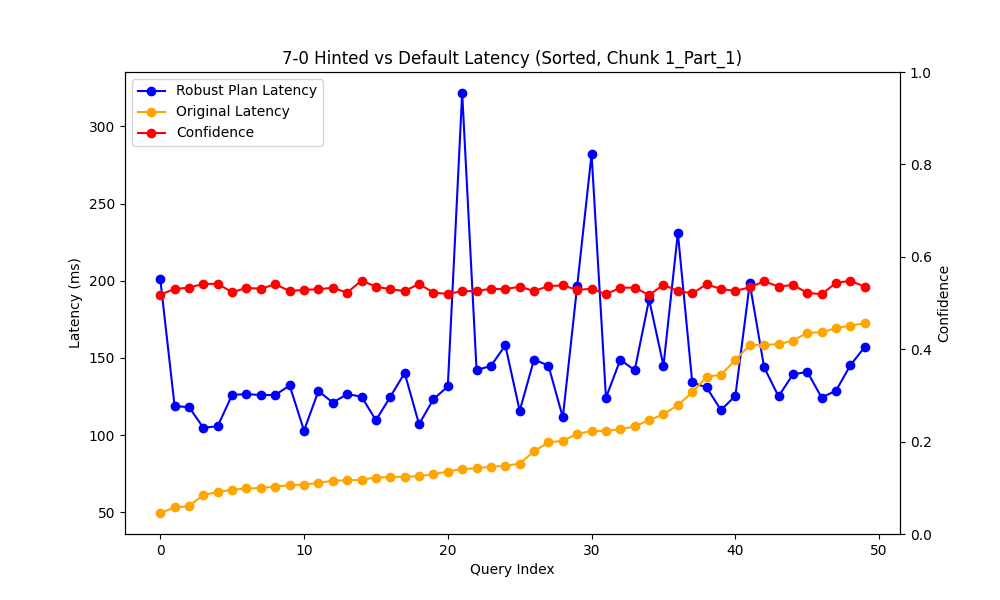 7-0 Hinted vs Default Latency (Sorted, Chunk 1_Part_1)
Robust Plan Latency
Original Latency
Confidence
300
250
200
150
100
50
Latency (ms)
1.0
0.8
0.6
0.4
0.2
0.0
Confidence
0 10 20 30 40 50
Query Index